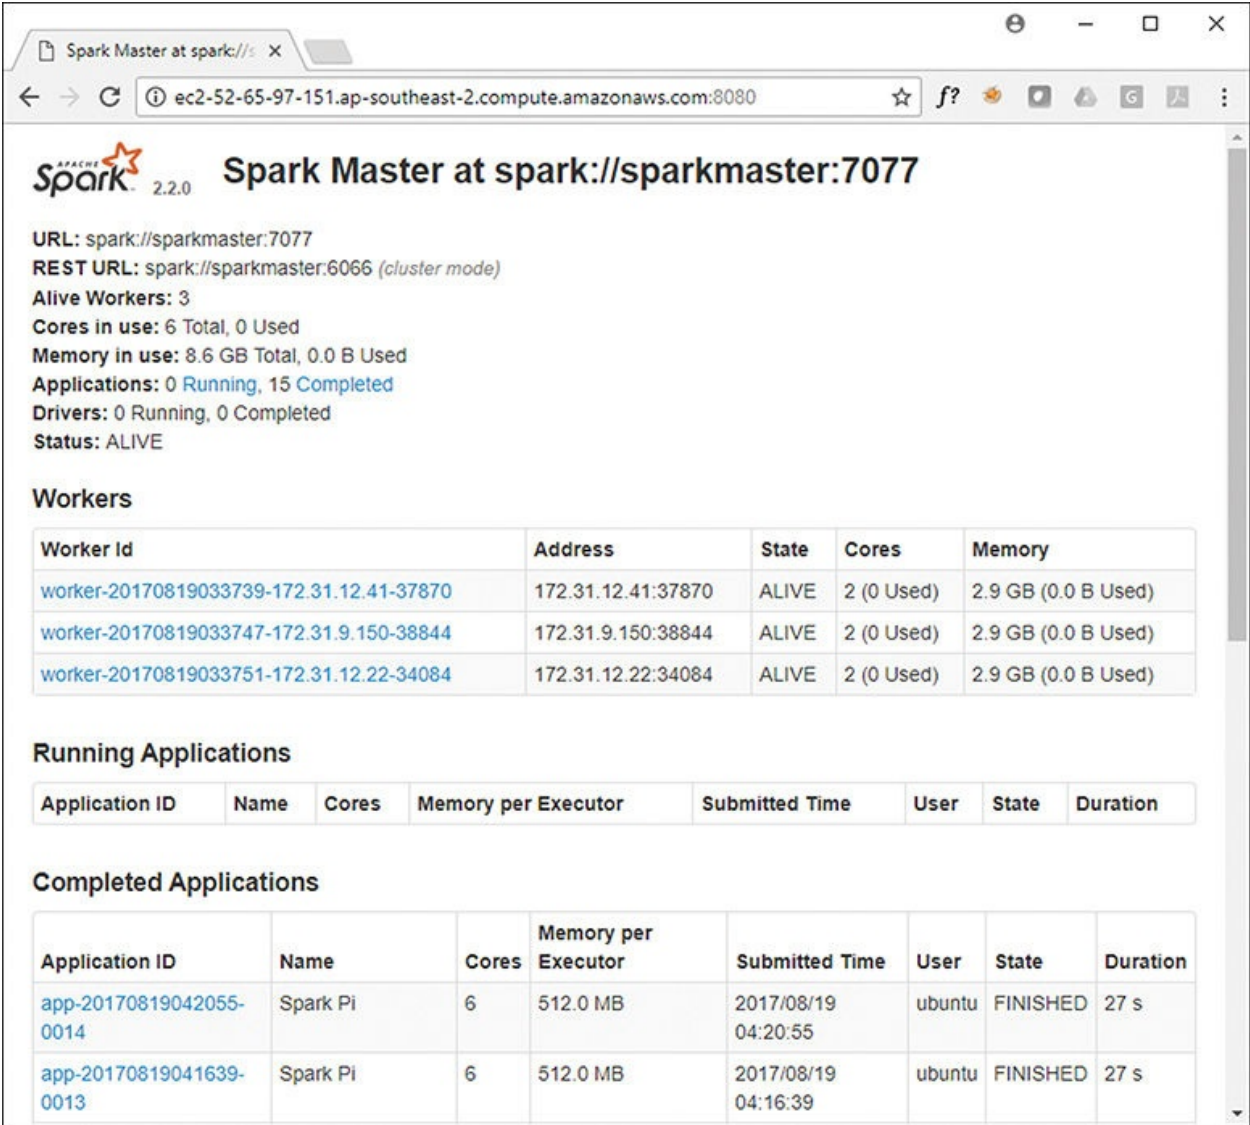 Spark Master at spark://s
ec2-52-65-97-151.ap-southeast-2.compute.amazonaws.com:8080
f?
G
APACHE
Spark 2.2.0
Spark Master at spark://sparkmaster:7077
URL: spark://sparkmaster:7077
REST URL: spark://sparkmaster:6066 (cluster mode)
Alive Workers: 3
Cores in use: 6 Total, 0 Used
Memory in use: 8.6 GB Total, 0.0 B Used
Applications: 0 Running, 15 Completed
Drivers: 0 Running, 0 Completed
Status: ALIVE
Workers
Worker Id Address State Cores Memory
worker-20170819033739-172.31.12.41-37870 172.31.12.41:37870 ALIVE 2 (0 Used) 2.9 GB (0.0 B Used)
worker-20170819033747-172.31.9.150-38844 172.31.9.150:38844 ALIVE 2 (0 Used) 2.9 GB (0.0 B Used)
worker-20170819033751-172.31.12.22-34084 172.31.12.22:34084 ALIVE 2 (0 Used) 2.9 GB (0.0 B Used)
Running Applications
Application ID Name Cores Memory per Executor Submitted Time User State Duration
Completed Applications
Memory per
Application ID Name Cores Executor Submitted Time User State Duration
app-20170819042055- Spark Pi 6 512.0 MB 2017/08/19 ubuntu FINISHED 27 s
0014 04:20:55
app-20170819041639- Spark Pi 6 512.0 MB 2017/08/19 ubuntu FINISHED 27 s
0013 04:16:39